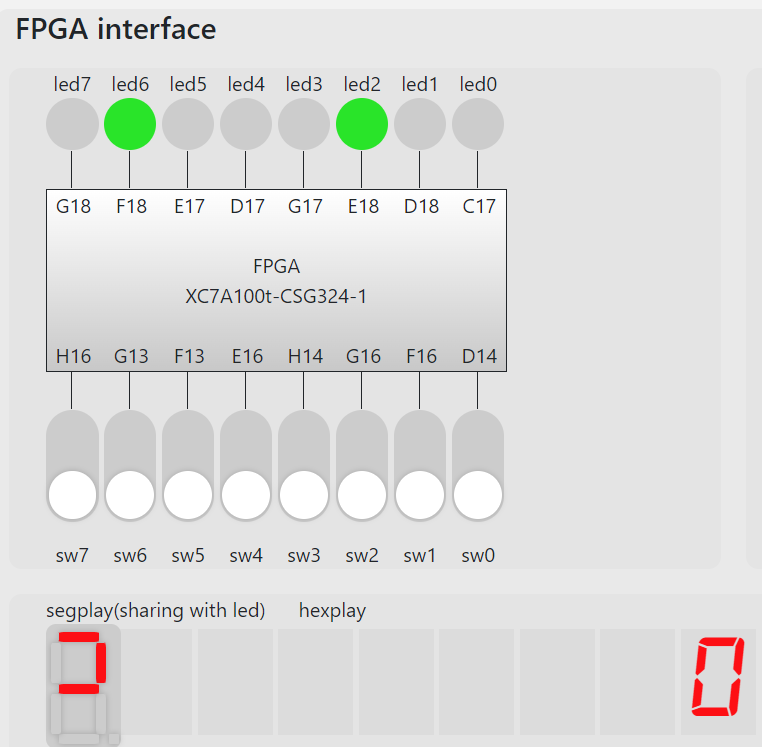 FPGA interface
led7 led6 led5 led4 led3 led2 led1 led0
G18 F18 E17 D17 G17 E18 D18 C17
FPGA
XC7A100t-CSG324-1
H16 G13 F13 E16 H14 G16 F16 D14
sw7 sw6 sw5 sw4 sw3 sw2 sw1 sw0
segplay(sharing with led) hexplay
0